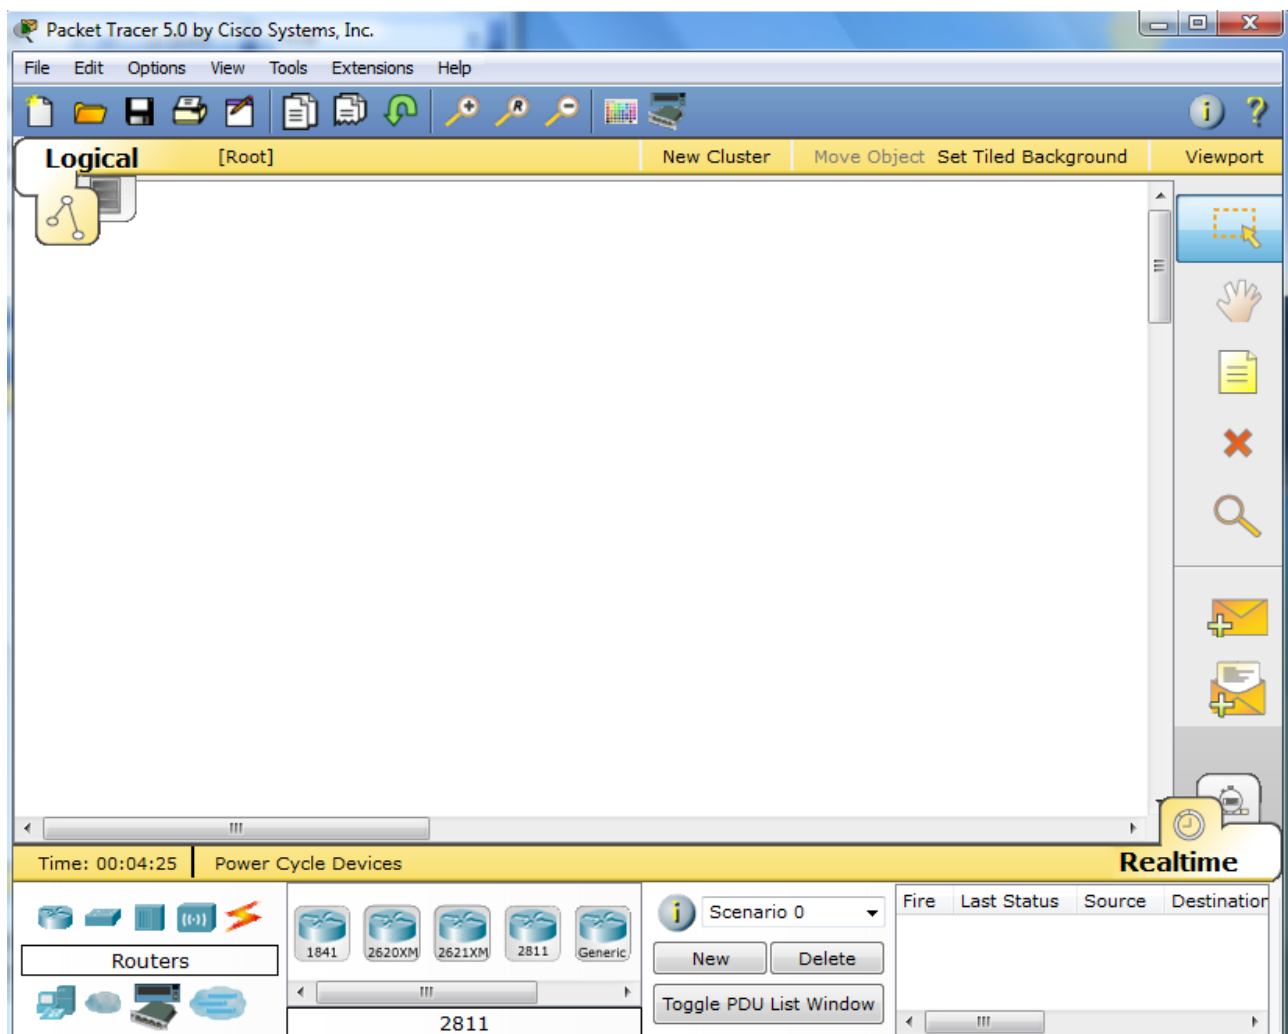 Packet Tracer 5.0 by Cisco Systems, Inc.
File Edit Options View Tools Extensions Help
Logical [Root] New Cluster Move Object Set Tiled Background Viewport
Time: 00:04:25 Power Cycle Devices Realtime
Fire Last Status Source Destination
Scenario 0
1841 2620XM 2621XM 2811 Generic
Routers New Delete
Toggle PDU List Window
2811